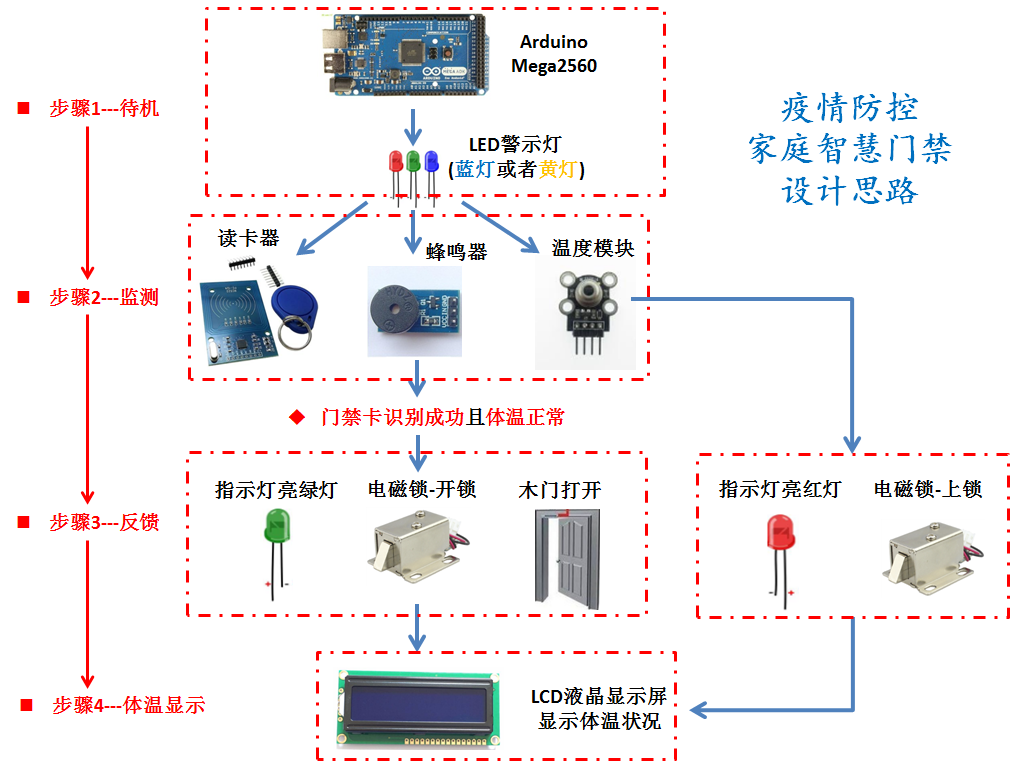 Arduino
Mega2560
步骤1---待机
LED警示灯
(蓝灯或者黄灯)
疫情防控
家庭智慧门禁
设计思路
读卡器
蜂鸣器
温度模块
步骤2---监测
门禁卡识别成功且体温正常
指示灯亮绿灯
电磁锁-开锁
木门打开
指示灯亮红灯
电磁锁-上锁
步骤3---反馈
步骤4---体温显示
LCD液晶显示屏
显示体温状况